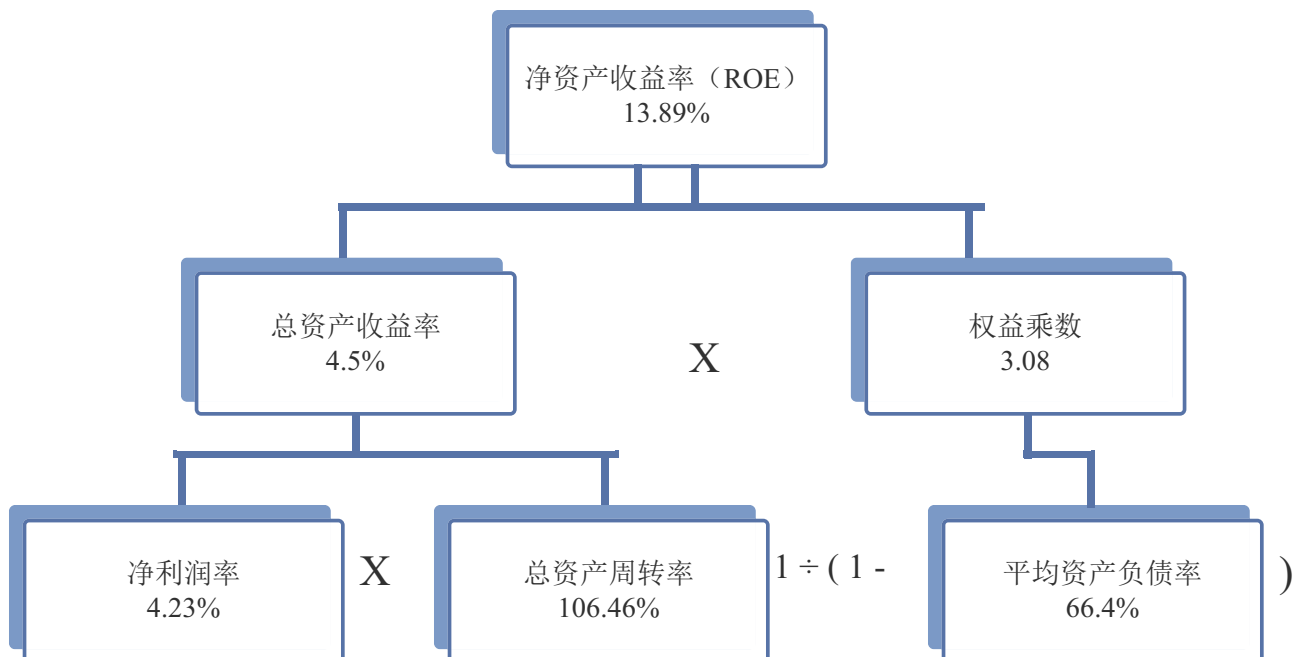 净资产收益率（ROE）
13.89%
总资产收益率
4.5%
X
权益乘数
3.08
净利润率
4.23%
X
总资产周转率
106.46%
1 ÷ ( 1 -
平均资产负债率
66.4%
)